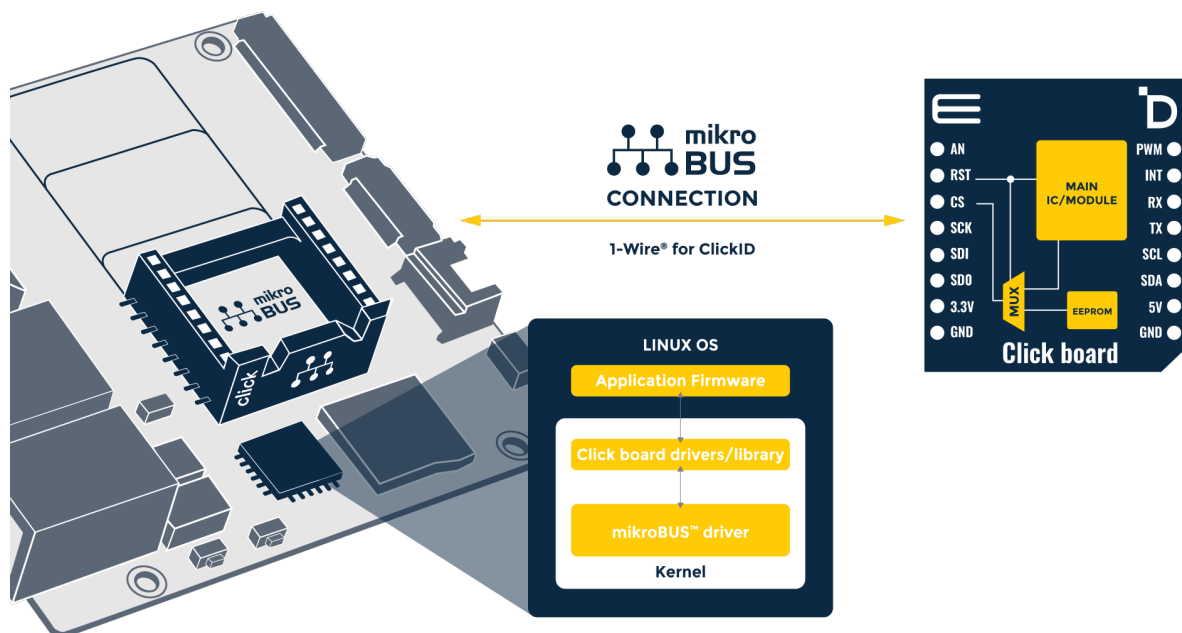 mikro
BUS
CONNECTION
1-Wire® for ClickID
mikro
BUS
click
LINUX OS
Application Firmware
Click board drivers/library
mikroBUS™ driver
Kernel
AN
RST
CS
SCK
SDI
SDO
3.3V
GND
PWM
INT
RX
TX
SCL
SDA
5V
GND
MAIN
IC/MODULE
MUX
EEPROM
Click board